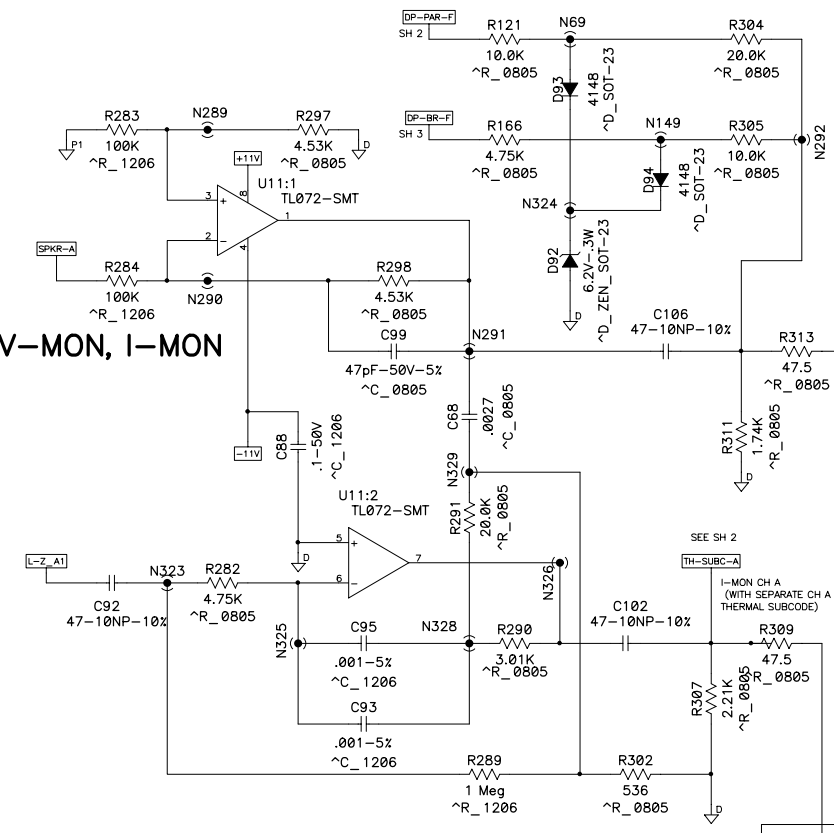 DP-PAR-F
SH 2
R121
10.0K
^R_0805
N69
R304
20.0K
^R_0805
D93
4148
^D_SOT-23
DP-BR-F
SH 3
R166
4.75K
^R_0805
N149
R305
10.0K
^R_0805
N292
D94
4148
^D_SOT-23
N324
D92
6.2V-.3W
^D_ZEN_SOT-23
D
P1
R283
100K
^R_1206
N289
R297
4.53K
^R_0805
D
+11V
U11:1
TL072-SMT
3
+
8
1
2
-
4
SPKR-A
R284
100K
^R_1206
N290
R298
4.53K
^R_0805
V-MON, I-MON
C99
47pF-50V-5%
^C_0805
N291
C106
47-10NP-10%
R313
47.5
^R_0805
R311
1.74K
^R_0805
D
C68
.0027
^C_0805
C88
.1-50V
^C_1206
-11V
N329
R291
20.0K
^R_0805
U11:2
TL072-SMT
5
+
7
6
-
D
L-Z_A1
C92
47-10NP-10%
N323
R282
4.75K
^R_0805
N326
SEE SH 2
TH-SUBC-A
I-MON CH A
(WITH SEPARATE CH A
THERMAL SUBCODE)
N325
C95
.001-5%
^C_1206
N328
R290
3.01K
^R_0805
C102
47-10NP-10%
R309
47.5
^R_0805
R307
2.21K
^R_0805
C93
.001-5%
^C_1206
R289
1 Meg
^R_1206
R302
536
^R_0805
D